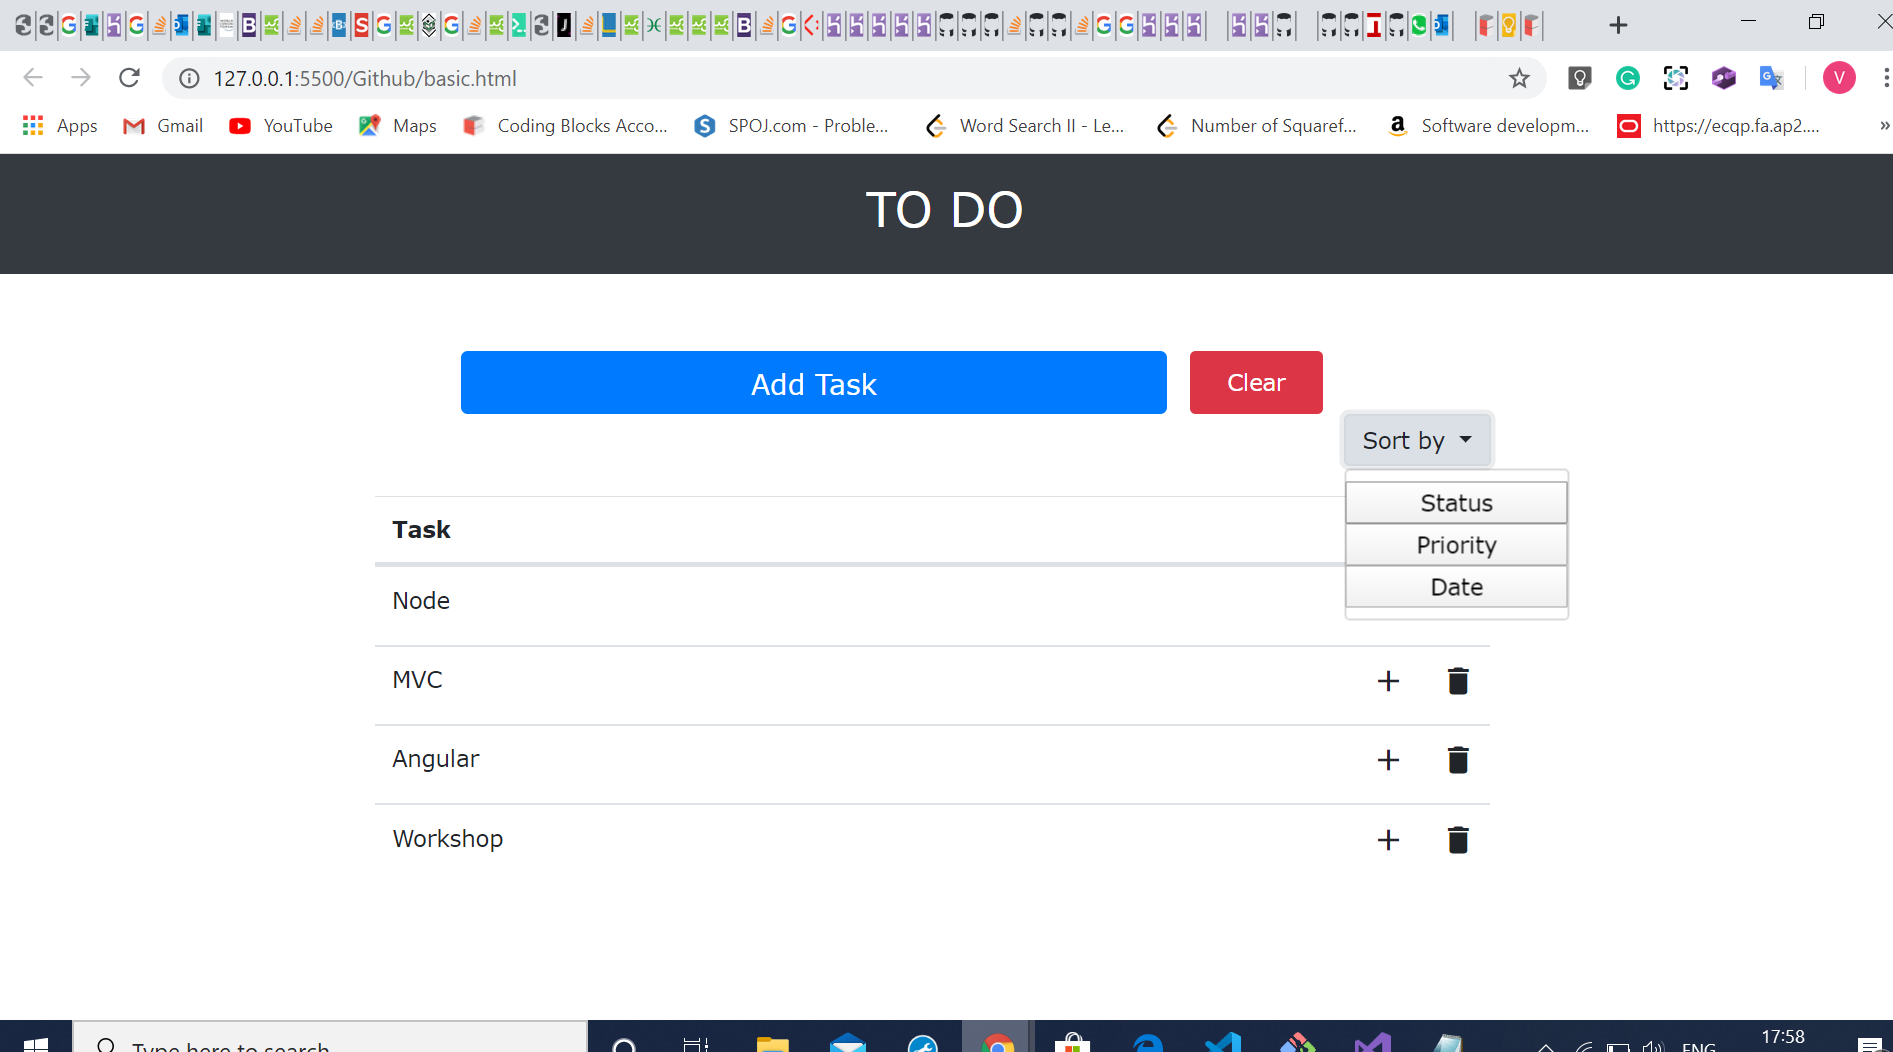 127.0.0.1:5500/Github/basic.html
V
Apps Gmail YouTube Maps Coding Blocks Acco... SPOJ.com - Proble... Word Search II - Le... Number of Squaref... Software developm... https://ecqp.fa.ap2.... »
TO DO
Add Task
Clear
Sort by
Status
Task
Priority
Date
Node
MVC
Angular
Workshop
Type here to search
ENG
17:58